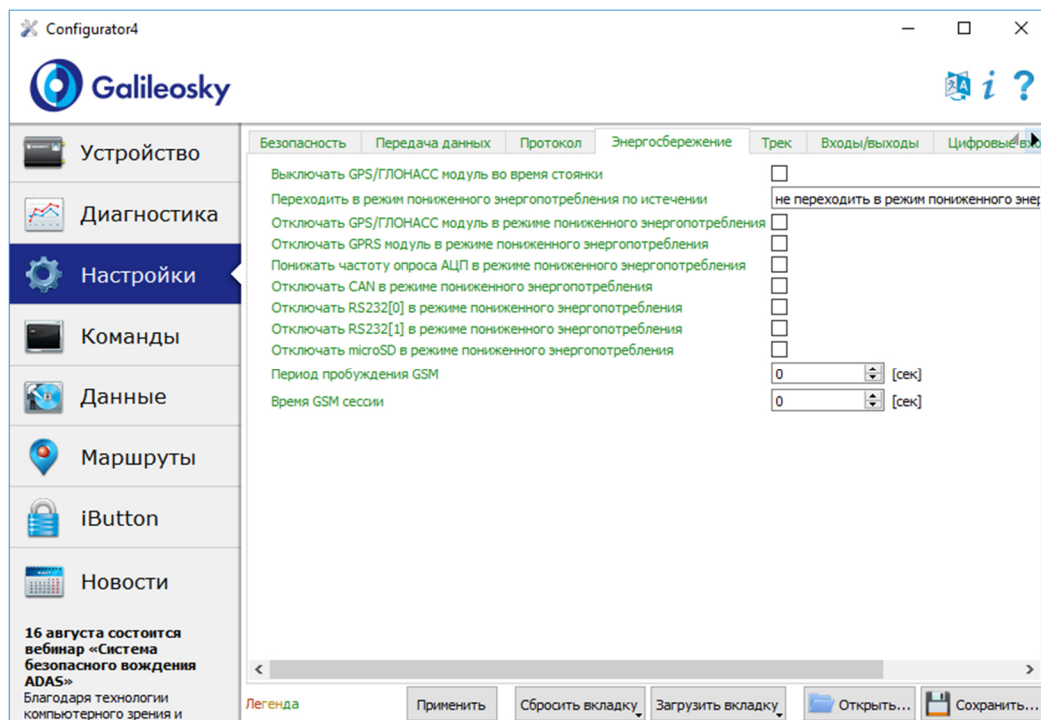 Configurator4
Galileosky
Устройство
Диагностика
Настройки
Команды
Данные
Маршруты
iButton
Новости
16 августа состоится
вебинар «Система
безопасного вождения
ADAS»
Благодаря технологии
компьютерного зрения и
Безопасность Передача данных Протокол Энергосбережение Трек Входы/выходы Цифровые
Выключать GPS/ГЛОНАСС модуль во время стоянки
Переходить в режим пониженного энергопотребления по истечении не переходить в режим пониженного энер
Отключать GPS/ГЛОНАСС модуль в режиме пониженного энергопотребления
Отключать GPRS модуль в режиме пониженного энергопотребления
Понижать частоту опроса АЦП в режиме пониженного энергопотребления
Отключать CAN в режиме пониженного энергопотребления
Отключать RS232[0] в режиме пониженного энергопотребления
Отключать RS232[1] в режиме пониженного энергопотребления
Отключать microSD в режиме пониженного энергопотребления
Период пробуждения GSM 0 [сек]
Время GSM сессии 0 [сек]
Легенда Применить Сбросить вкладку Загрузить вкладку Открыть... Сохранить...